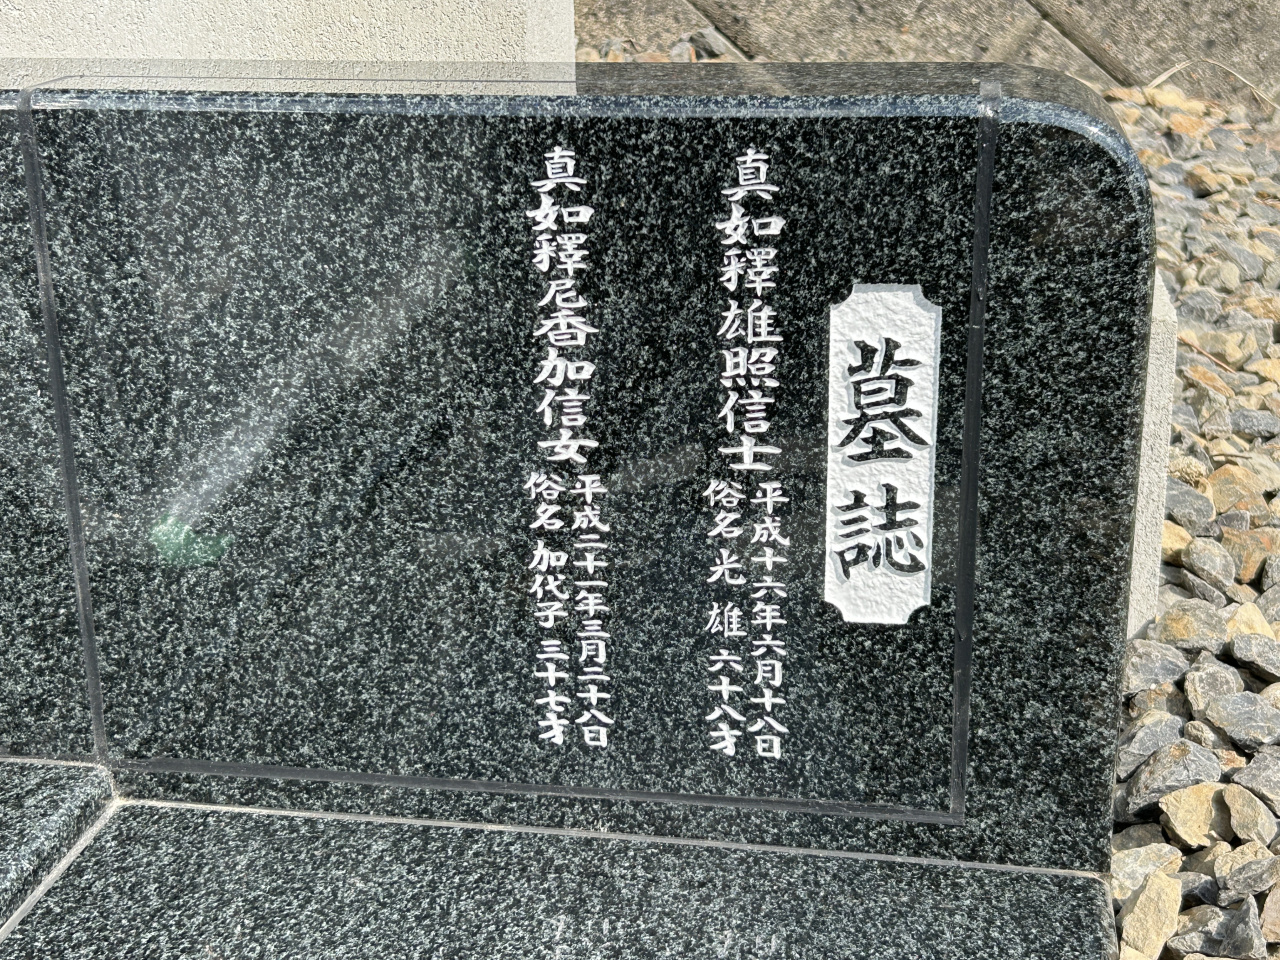 墓誌
真如釋雄照信士
平成十六年六月十八日
俗名 光雄 六十八才
真如釋尼香加信女
平成二十一年三月二十八日
俗名 加代子 三十七才